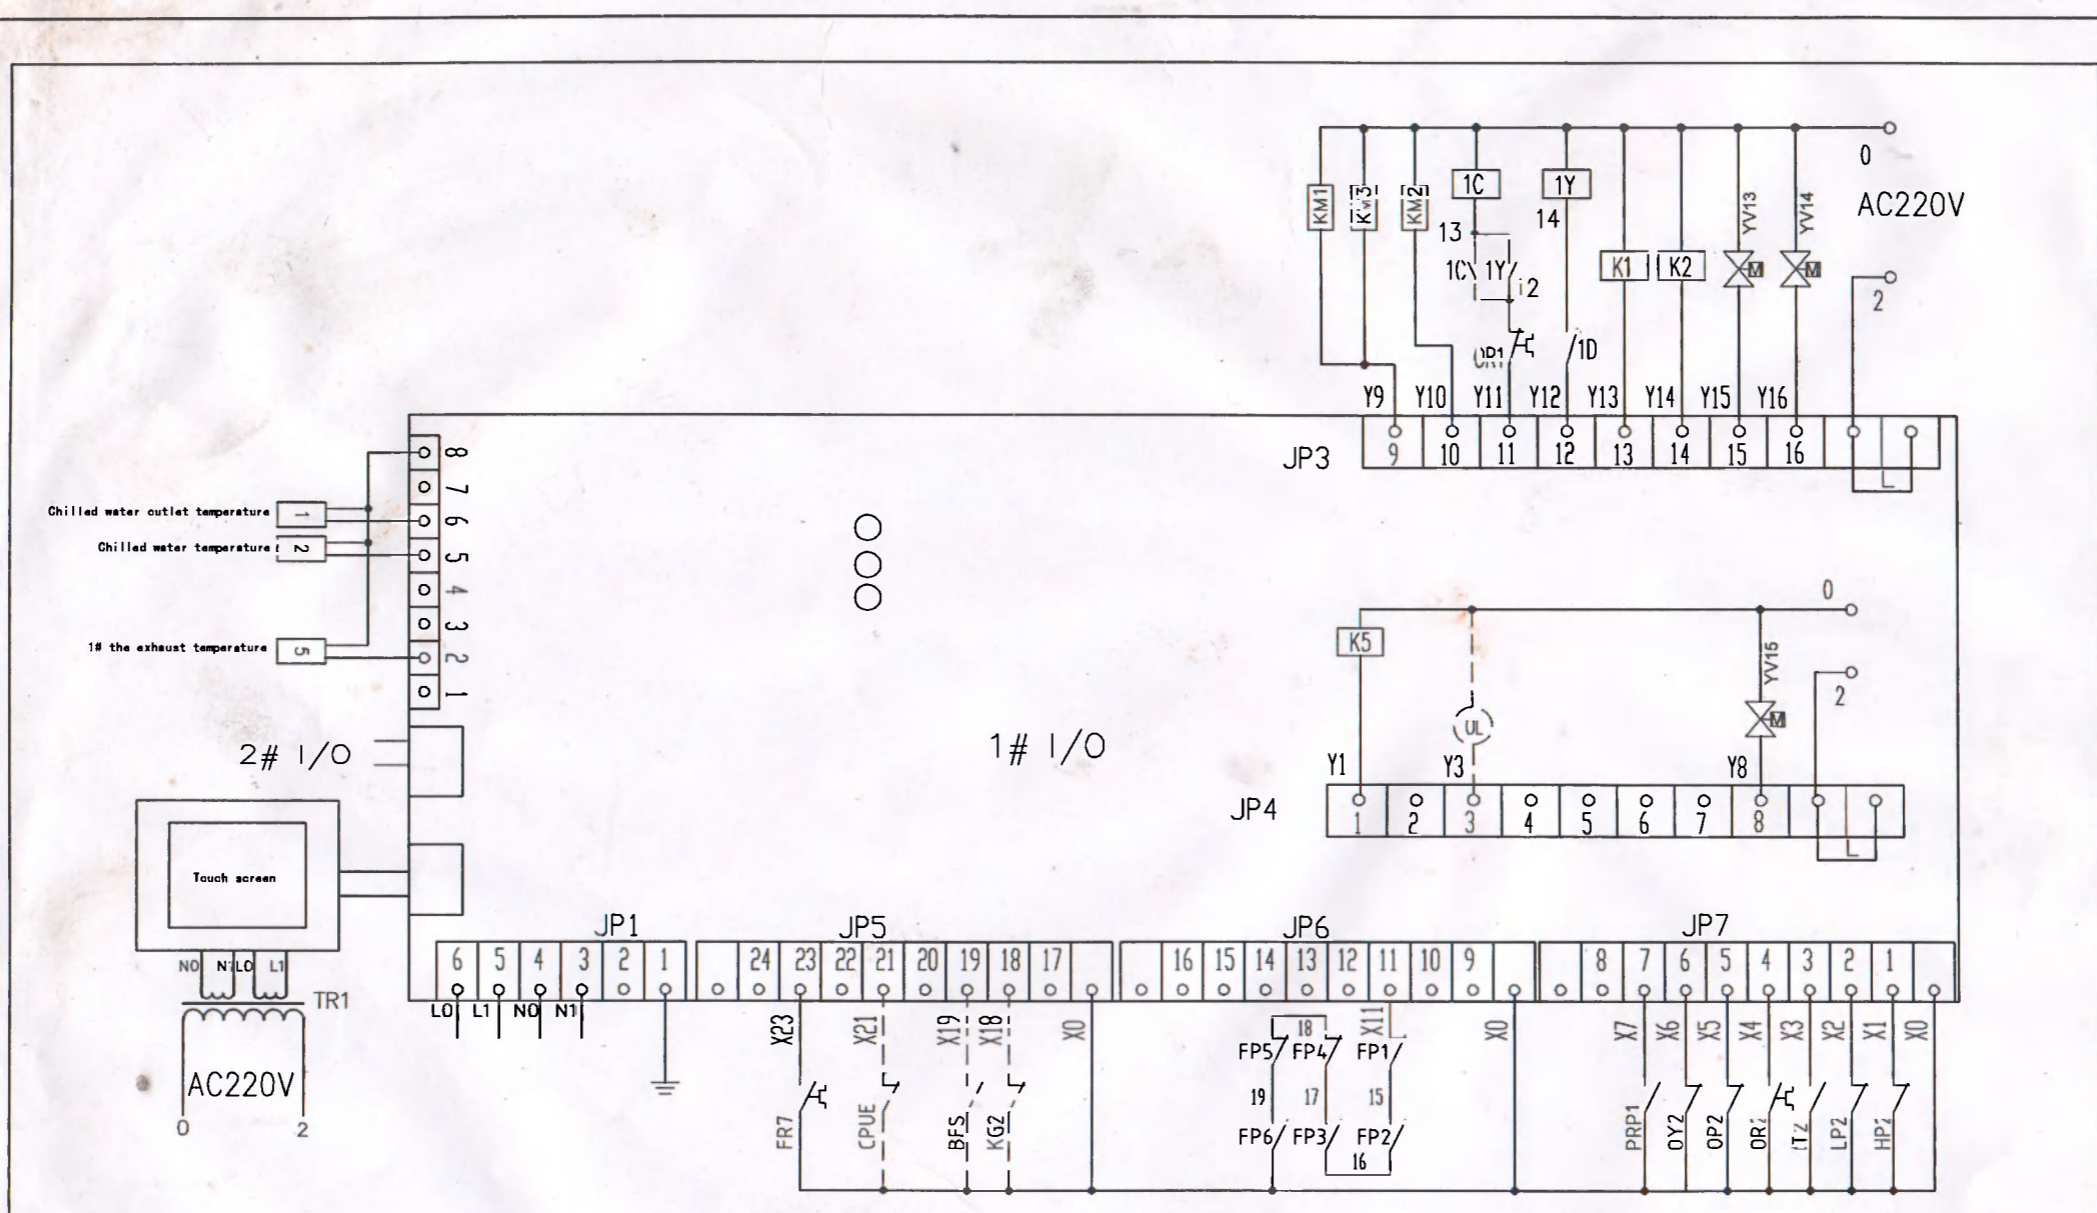 0
AC220V
2
KM1
KM3
KM2
1C
1Y
13
14
1C
1Y
K1
K2
YV13
YV14
1D
Y9 Y10 Y11 Y12 Y13 Y14 Y15 Y16
JP3
9 10 11 12 13 14 15 16
L
8
7
6
5
4
3
2
1
Chilled water outlet temperature 1
Chilled water temperature 2
1# the exhaust temperature 5
0
K5
YV15
2
UL
2# I/O
1# I/O
Y1 Y3 Y8
JP4
1 2 3 4 5 6 7 8
L
Touch screen
JP1 JP5 JP6 JP7
6 5 4 3 2 1
24 23 22 21 20 19 18 17
16 15 14 13 12 11 10 9
8 7 6 5 4 3 2 1
N0 N1 L0 L1
TR1
L0 L1 N0 N1
X23 X21 X19 X18 X0
X11 X0
X7 X6 X5 X4 X3 X2 X1 X0
18
FP5 FP4 FP1
AC220V
19 17 15
FR7 CPUE BFS KG2
FP6 FP3 FP2
16
PRP1 OY2 OP2 LP2
0 2